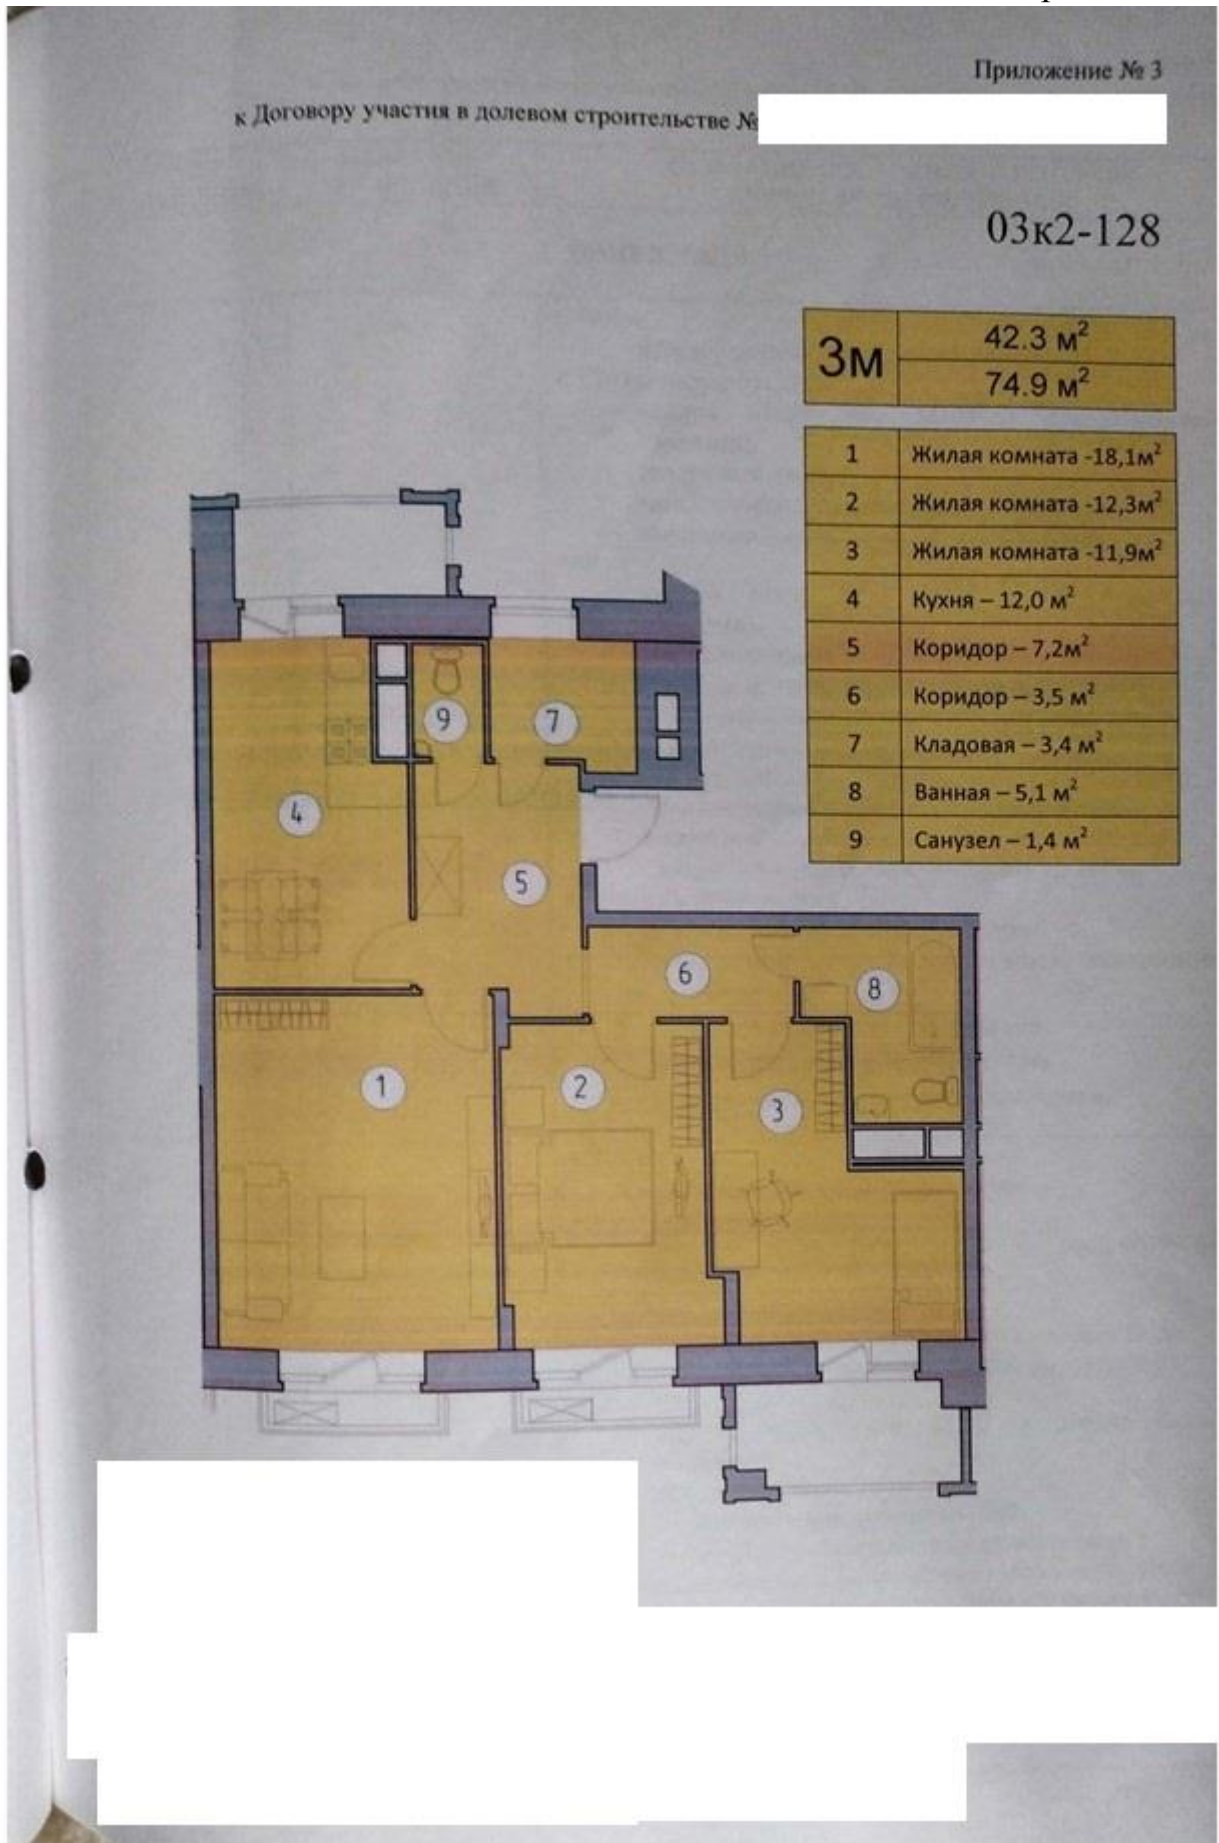 Приложение № 3
к Договору участия в долевом строительстве №
03к2-128
3м
42.3 м²
74.9 м²
1 Жилая комната -18,1м²
2 Жилая комната -12,3м²
3 Жилая комната -11,9м²
4 Кухня – 12,0 м²
5 Коридор – 7,2м²
6 Коридор – 3,5 м²
7 Кладовая – 3,4 м²
8 Ванная – 5,1 м²
9 Санузел – 1,4 м²
9
7
4
5
6
8
1
2
3